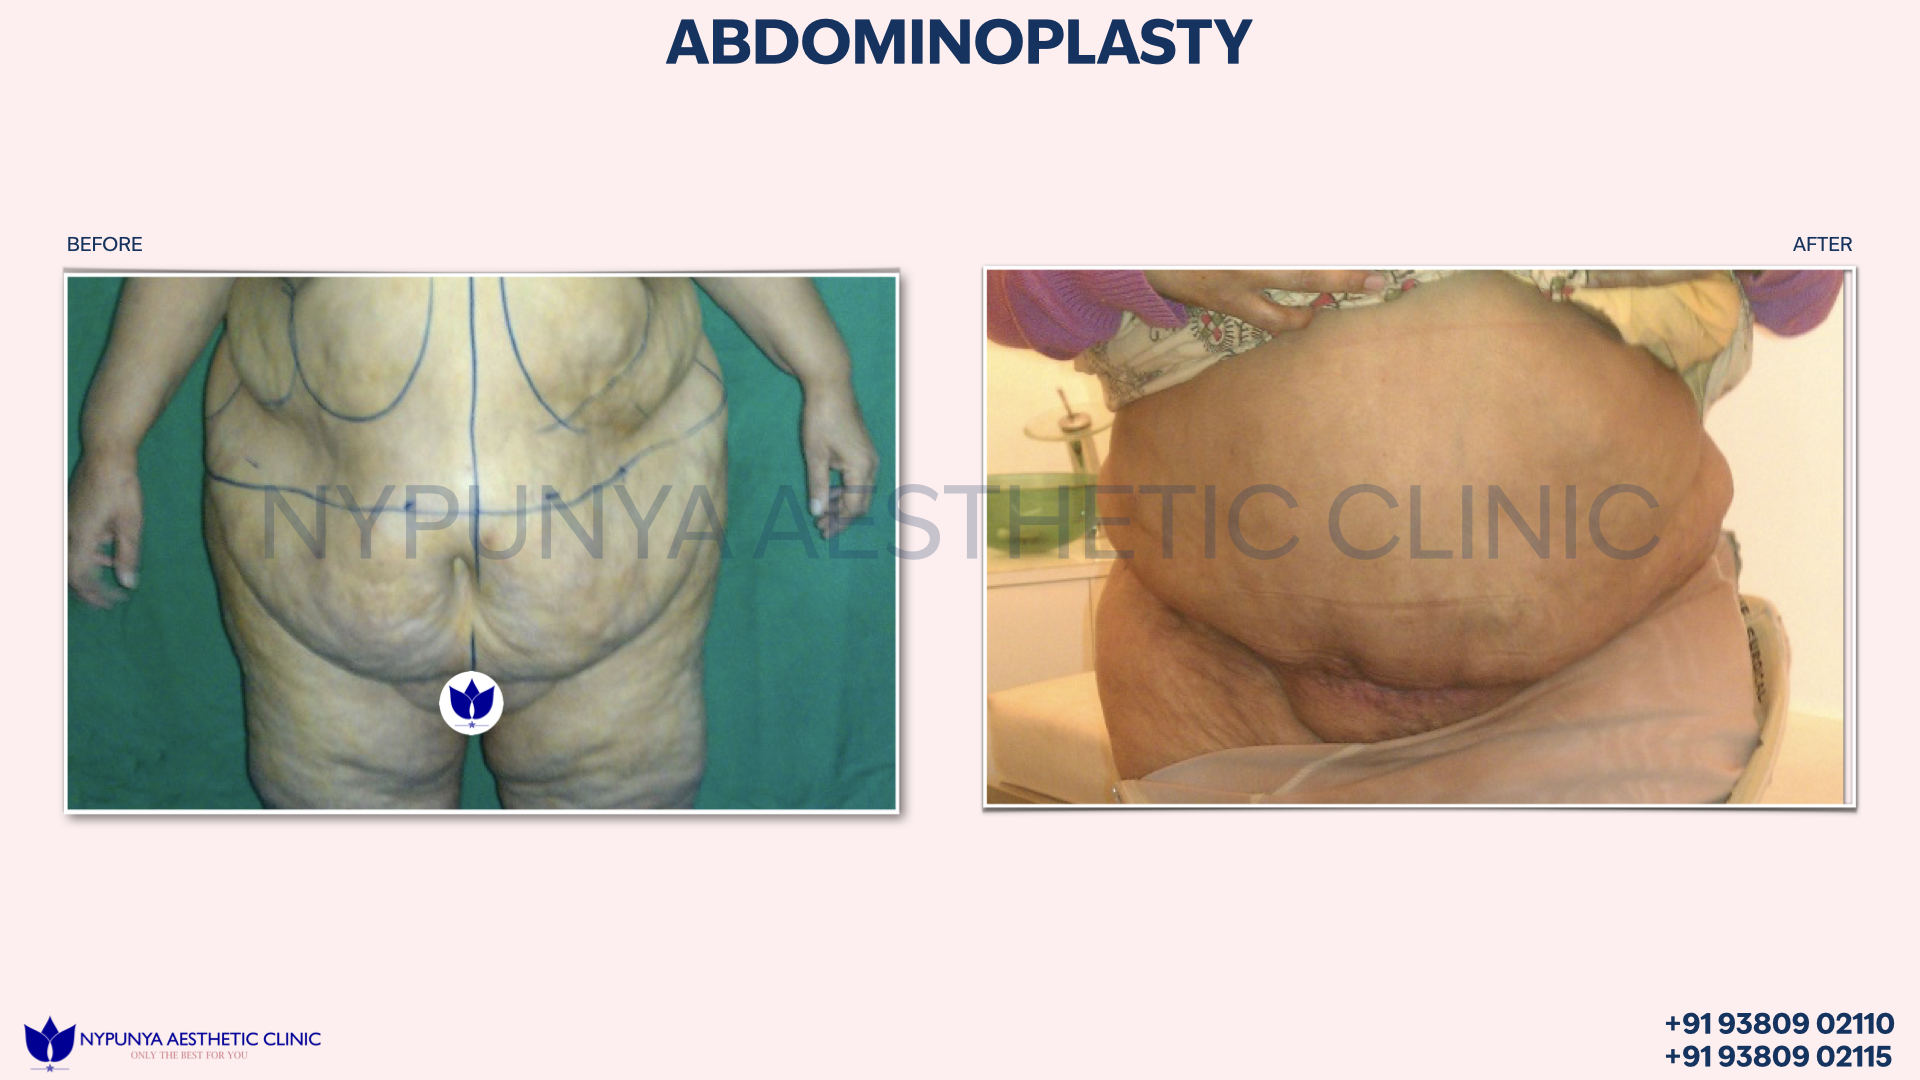 ABDOMINOPLASTY
BEFORE
AFTER
NYPUNYA AESTHETIC CLINIC
NYPUNYA AESTHETIC CLINIC
ONLY THE BEST FOR YOU
+91 93809 02110
+91 93809 02115